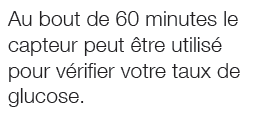 Au bout de 60 minutes le
capteur peut être utilisé
pour vérifier votre taux de
glucose.